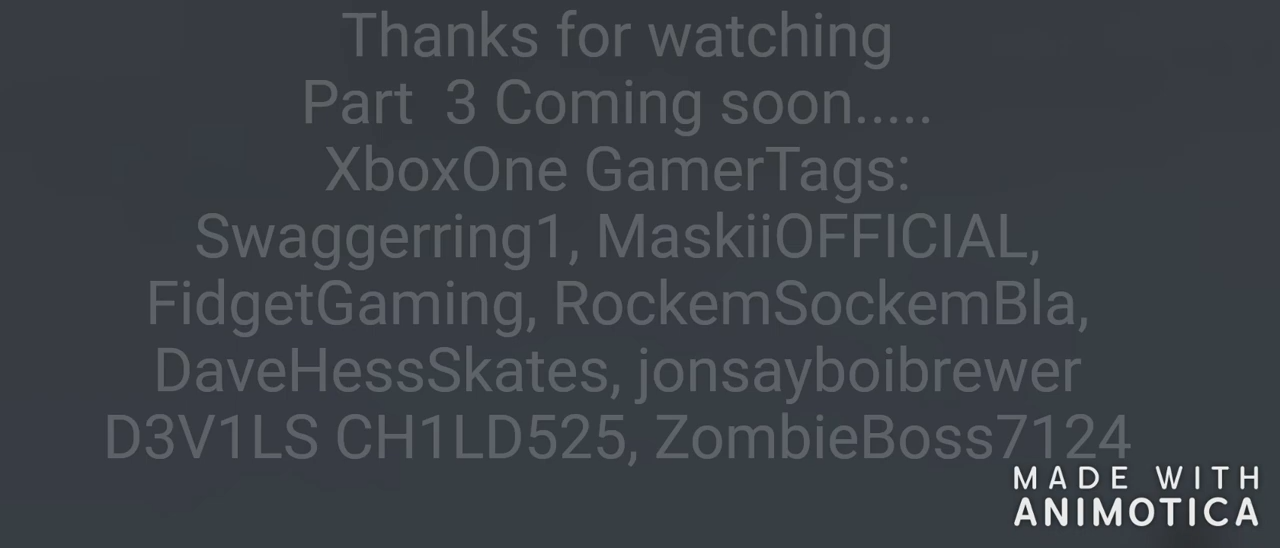 Thanks for watching
Part  3 Coming soon.....
XboxOne GamerTags:
Swaggerring1, MaskiiOFFICIAL,
FidgetGaming, RockemSockemBla,
DaveHessSkates, jonsayboibrewer
D3V1LS CH1LD525, ZombieBoss7124
MADE WITH
ANIMOTICA